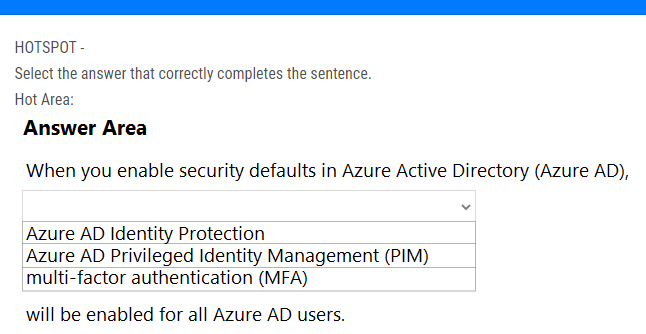 HOTSPOT -
Select the answer that correctly completes the sentence.
Hot Area:
Answer Area
When you enable security defaults in Azure Active Directory (Azure AD),
Azure AD Identity Protection
Azure AD Privileged Identity Management (PIM)
multi-factor authentication (MFA)
will be enabled for all Azure AD users.